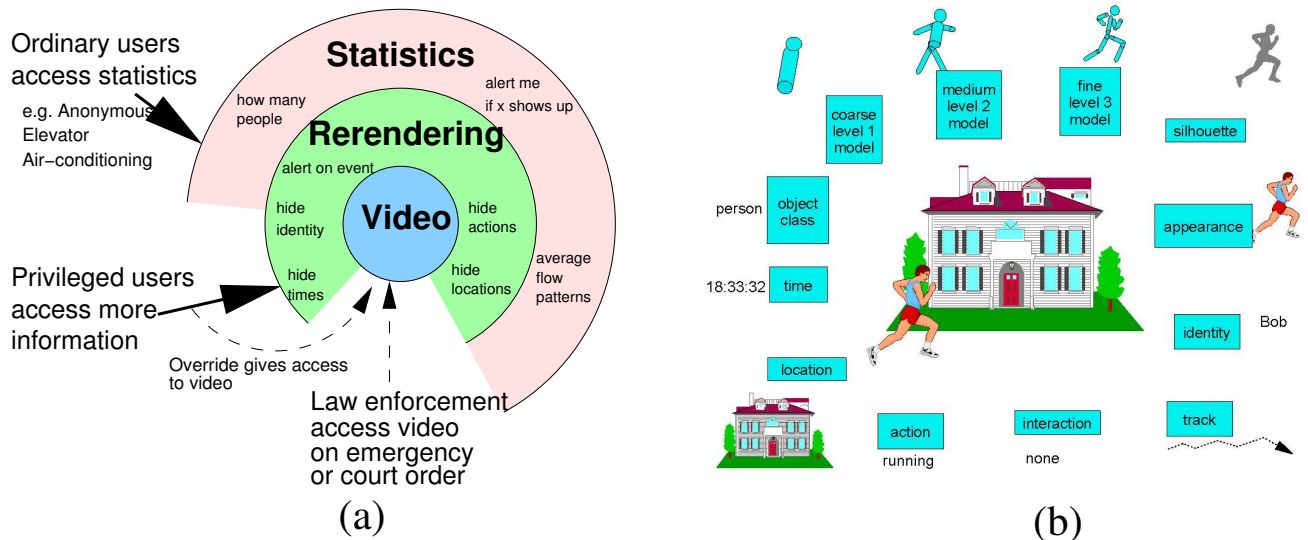 Ordinary users
access statistics
e.g. Anonymous
Elevator
Air−conditioning
Privileged users
access more
information
Override gives access
to video
Law enforcement
access video
on emergency
or court order
Statistics
how many
people
alert me
if x shows up
average
flow
patterns
Rerendering
alert on event
hide
identity
hide
times
hide
actions
hide
locations
Video
(a)
coarse
level 1
model
medium
level 2
model
fine
level 3
model
silhouette
person
object
class
appearance
18:33:32
time
identity
Bob
location
action
running
interaction
none
track
(b)